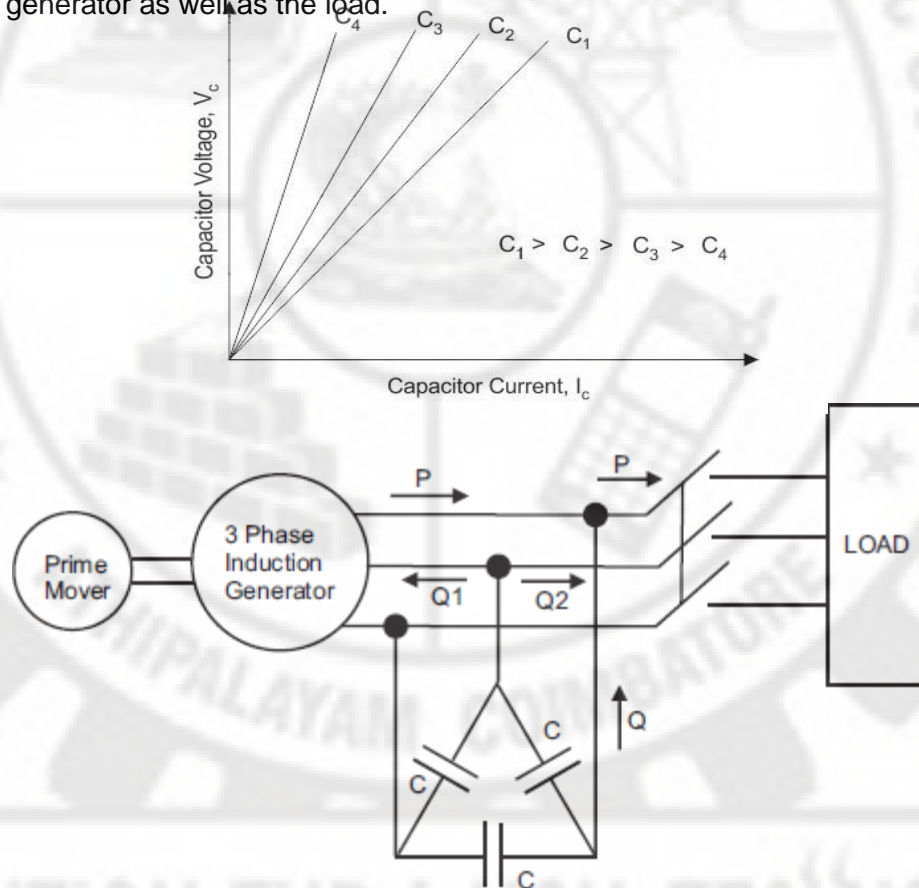 generator as well as the load.
C4 C3 C2 C1
Capacitor Voltage, Vc
C1 > C2 > C3 > C4
Capacitor Current, Ic
P P
3 Phase
Induction
Generator
Prime
Mover
LOAD
Q1 Q2
Q
C C
C